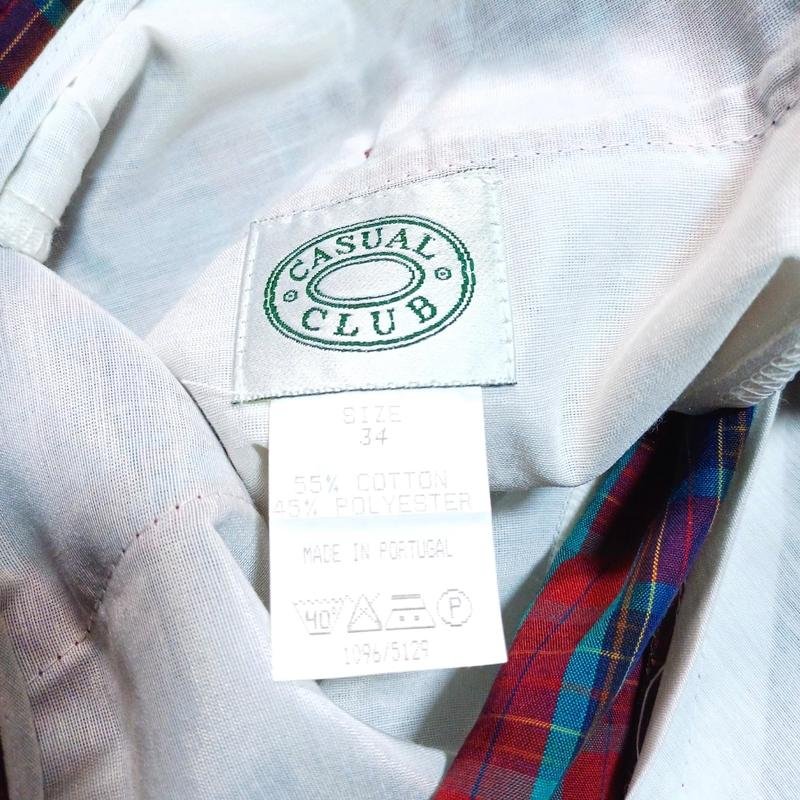 CASUAL
CLUB
SIZE
34
55% COTTON
45% POLYESTER
MADE IN PORTUGAL
40° P
1096/5129